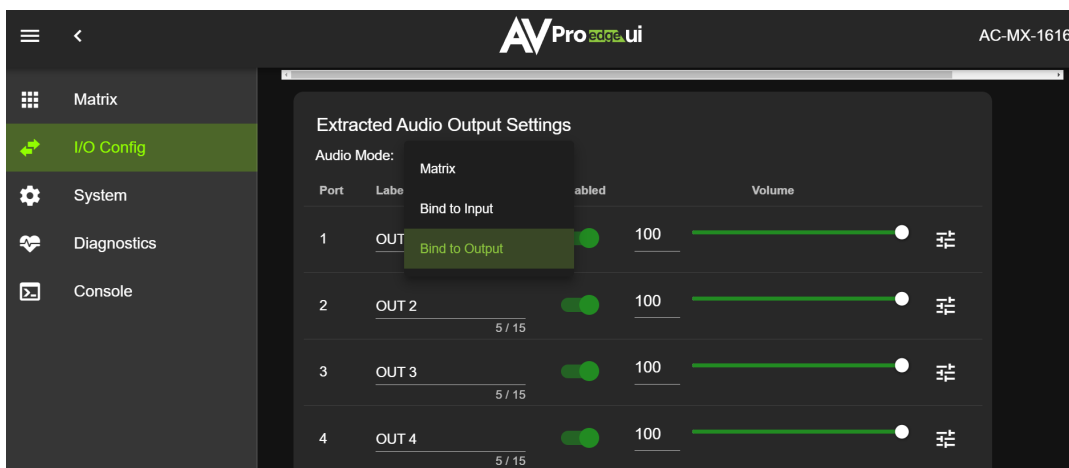 AVPro edge.ui
AC-MX-1616
Matrix
I/O Config
System
Diagnostics
Console
Extracted Audio Output Settings
Audio Mode:
Matrix
Bind to Input
Bind to Output
Port Labe abled Volume
1 OUT 100
2 OUT 2 100
5 / 15
3 OUT 3 100
5 / 15
4 OUT 4 100
5 / 15